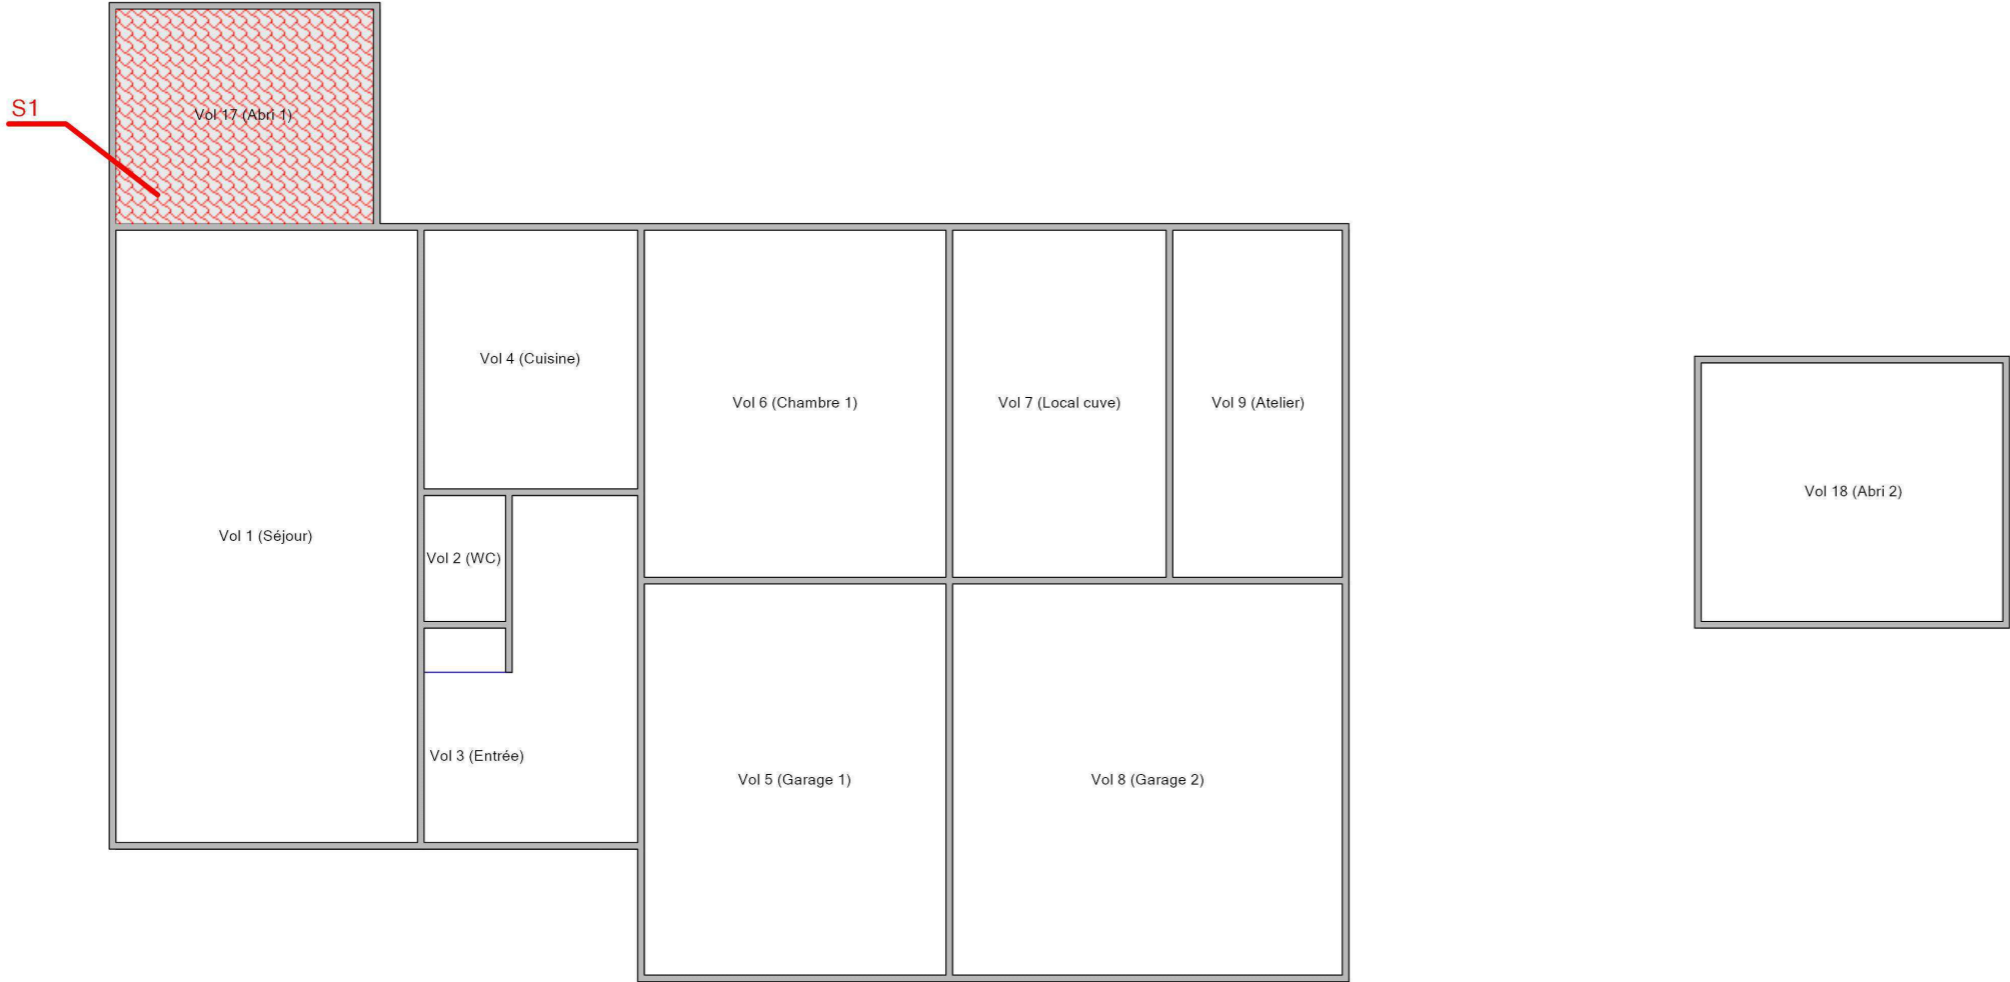 S1
Vol 17 (Abri 1)
Vol 4 (Cuisine)
Vol 6 (Chambre 1)
Vol 7 (Local cuve)
Vol 9 (Atelier)
Vol 18 (Abri 2)
Vol 1 (Séjour)
Vol 2 (WC)
Vol 3 (Entrée)
Vol 5 (Garage 1)
Vol 8 (Garage 2)